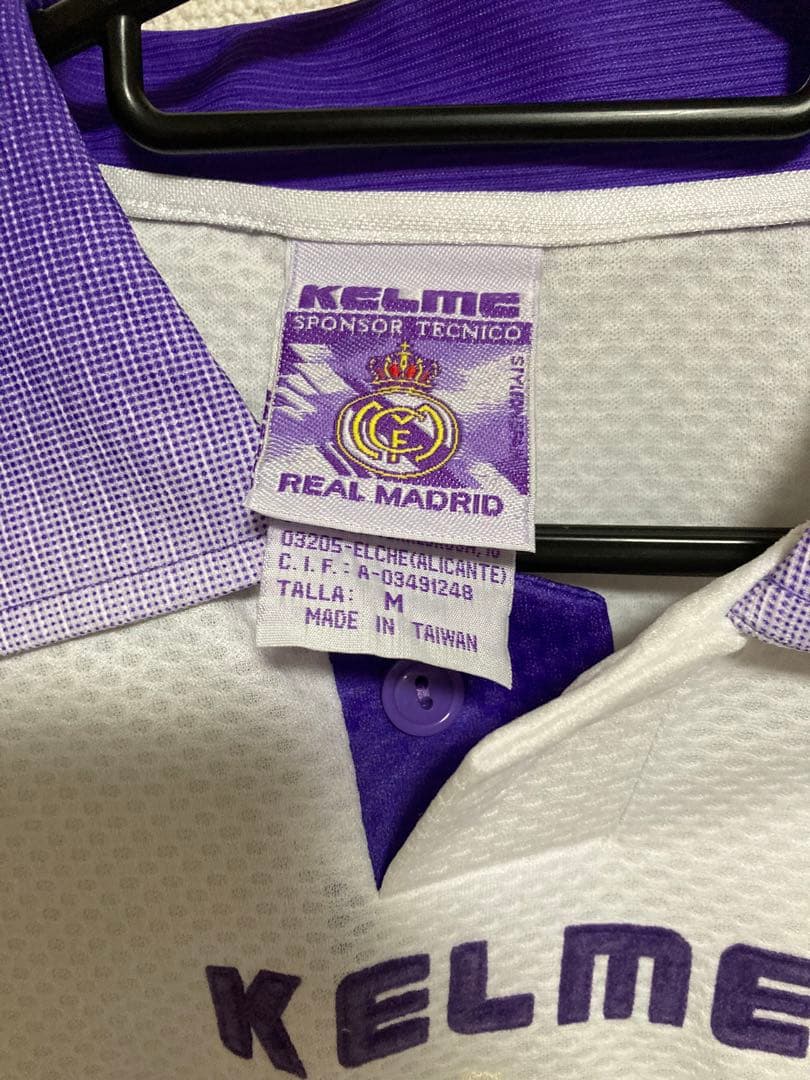 KELME
SPONSOR TECNICO
REAL MADRID
03205-ELCHE(ALICANTE)
C.I.F.: A-03491248
TALLA: M
MADE IN TAIWAN
KELME